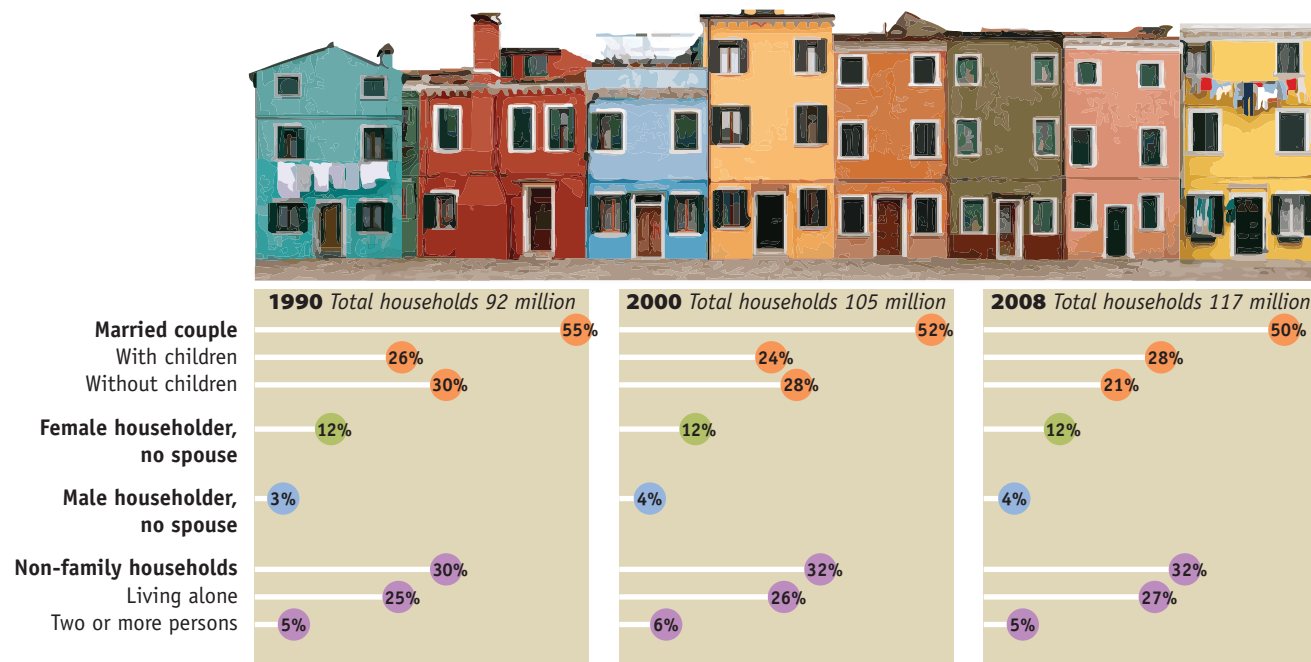 1990 Total households 92 million
2000 Total households 105 million
2008 Total households 117 million
Married couple 55% 52% 50%
With children 26% 24% 28%
Without children 30% 28% 21%
Female householder, 12% 12% 12%
no spouse
Male householder, 3% 4% 4%
no spouse
Non-family households 30% 32% 32%
Living alone 25% 26% 27%
Two or more persons 5% 6% 5%